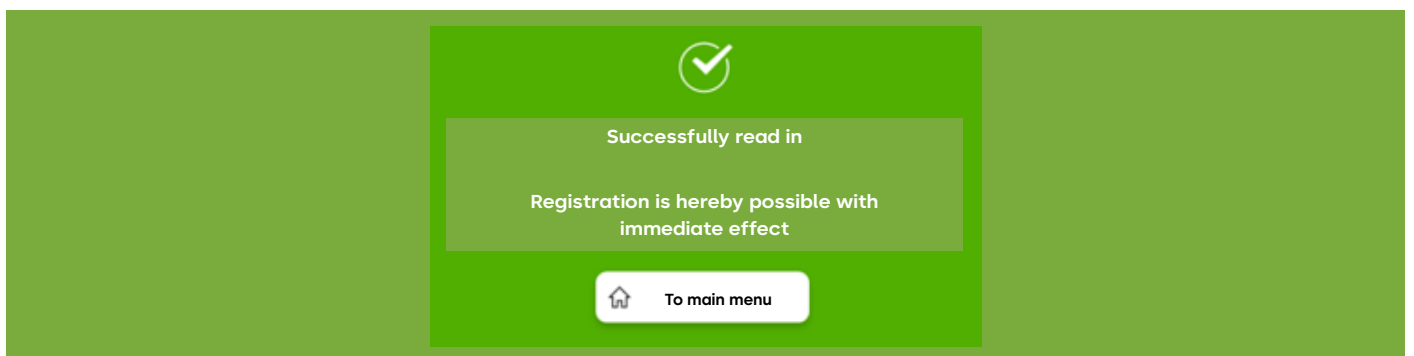 Successfully read in
Registration is hereby possible with
immediate effect
To main menu